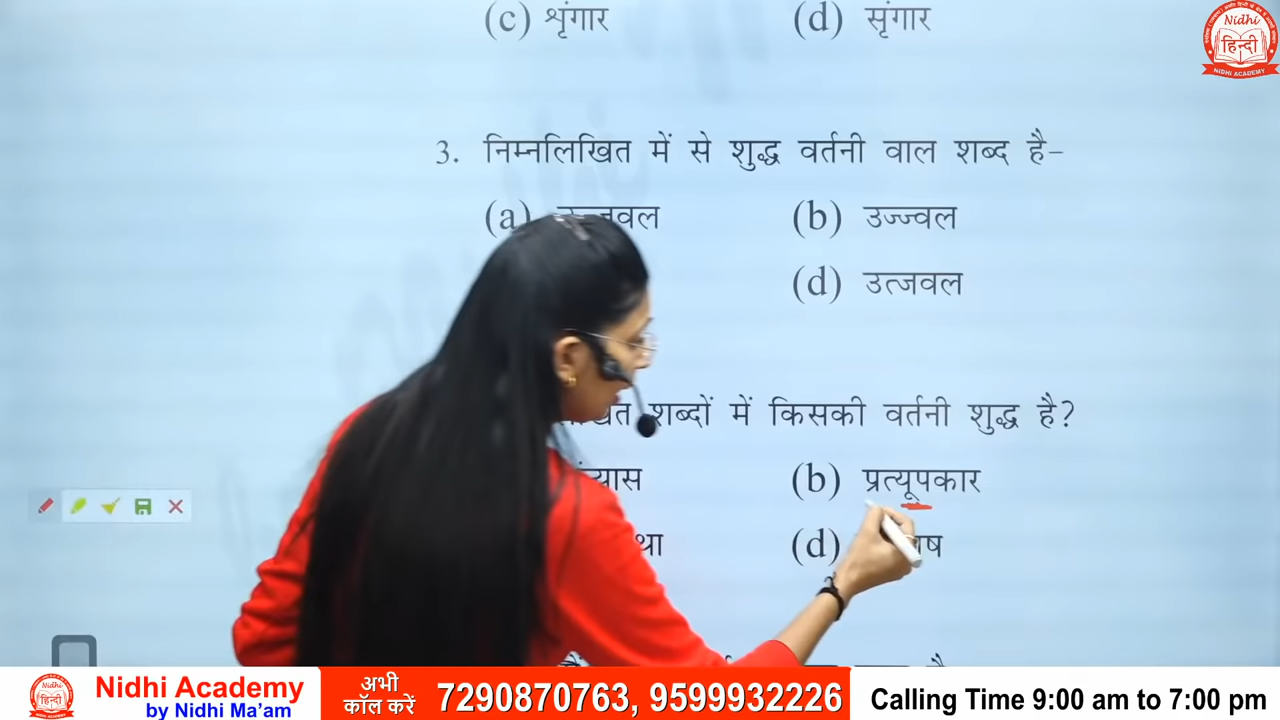 (c) शृंगार (d) सृंगार
Nidhi
हिन्दी
NIDHI ACADEMY
3. निम्नलिखित में से शुद्ध वर्तनी वाल शब्द है-
(a) (b) उज्ज्वल
(d) उत्जवल
शब्दों में किसकी वर्तनी शुद्ध है?
(b) प्रत्यूपकार
(d)
Nidhi
हिन्दी
Nidhi Academy
by Nidhi Ma'am
अभी
कॉल करें
7290870763, 9599932226
Calling Time 9:00 am to 7:00 pm